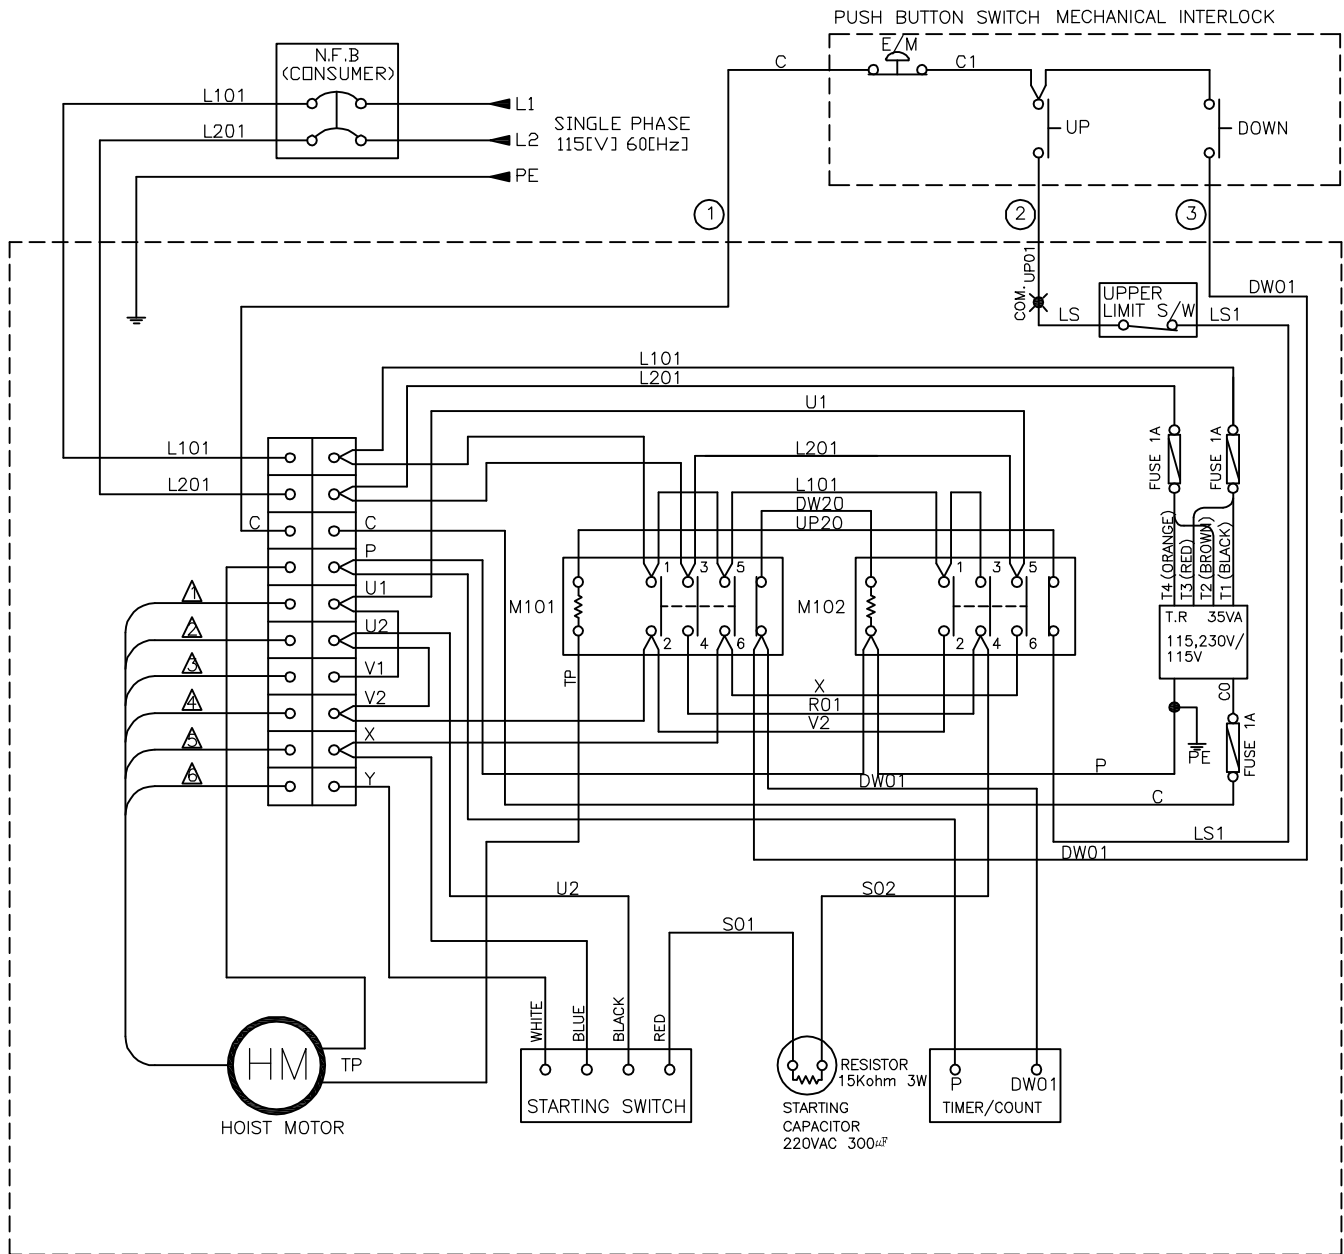 PUSH BUTTON SWITCH MECHANICAL INTERLOCK
E/M
C
C1
N.F.B
(CONSUMER)
L101
L1
L201
L2
SINGLE PHASE
115[V] 60[Hz]
PE
UP
DOWN
1
2
3
COM.
UP01
LS
UPPER
LIMIT S/W
LS1
DW01
L101
L201
U1
L201
L101
DW20
UP20
L101
L201
C
C
P
U1
U2
V1
V2
X
Y
1
2
3
4
5
6
M101
1
3
5
2
4
6
TP
M102
1
3
5
2
4
6
FUSE 1A
FUSE 1A
T4 (ORANGE)
T3 (RED)
T2 (BROWN)
T1 (BLACK)
T.R 35VA
115,230V/
115V
C0
FUSE 1A
PE
X
R01
V2
P
DW01
C
LS1
DW01
U2
S02
S01
WHITE
BLUE
BLACK
RED
STARTING SWITCH
HM
TP
HOIST MOTOR
RESISTOR
15Kohm 3W
STARTING
CAPACITOR
220VAC 300µF
P
DW01
TIMER/COUNT